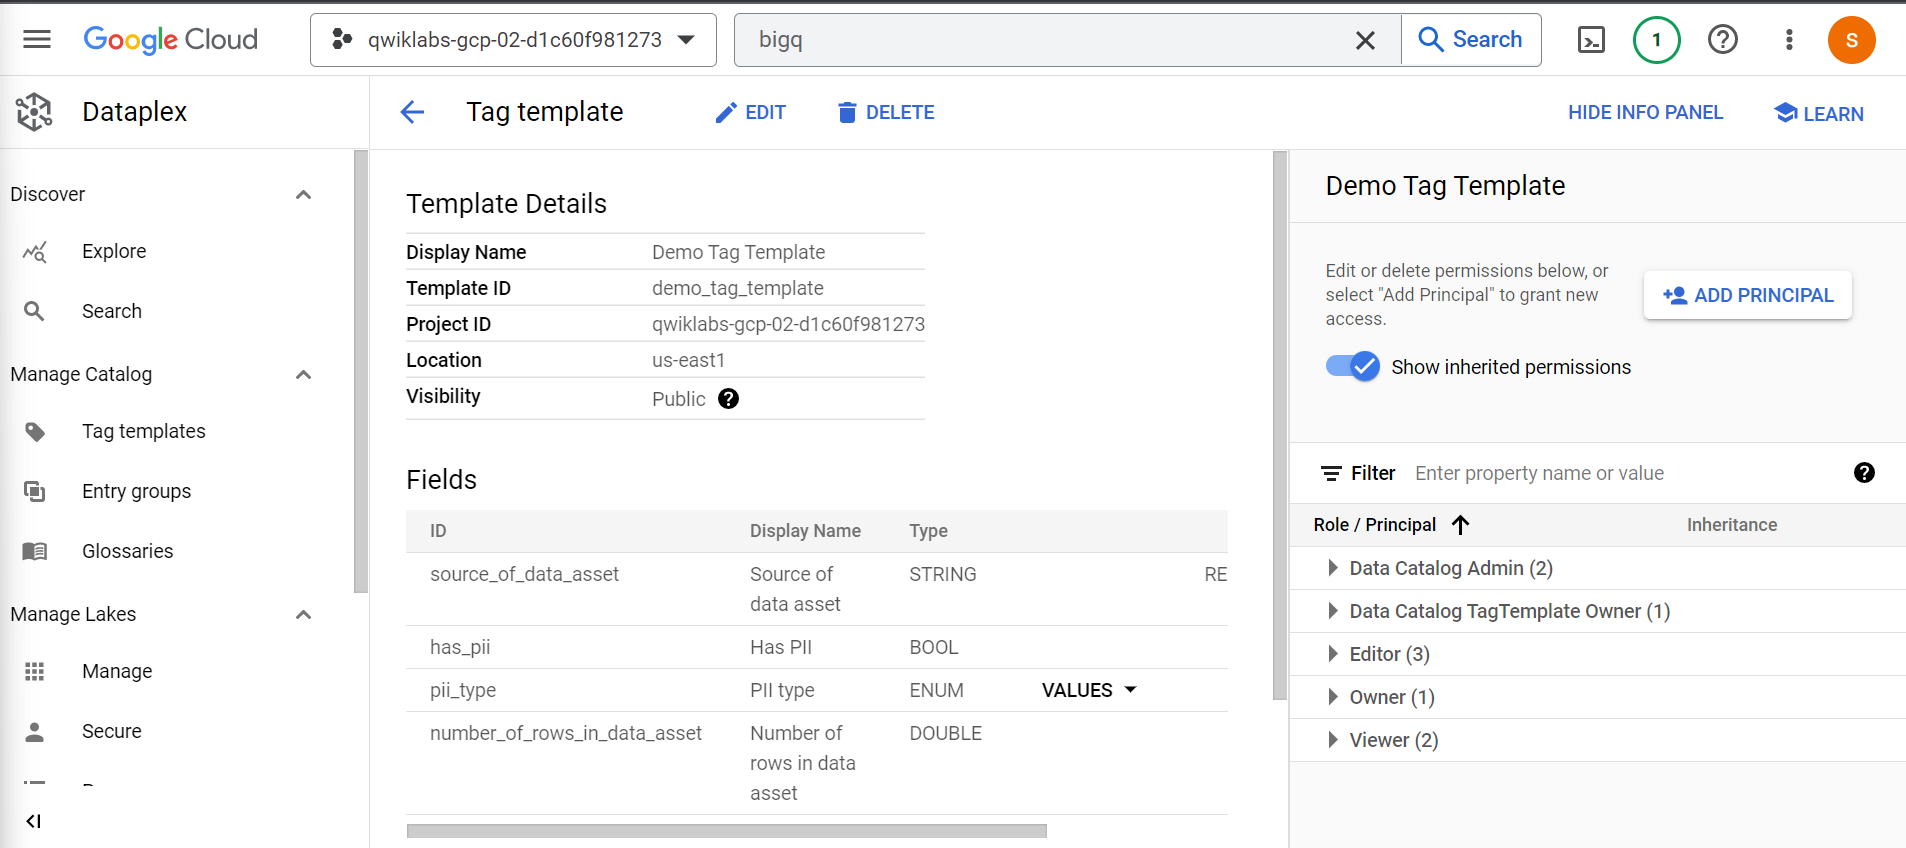 Google Cloud
qwiklabs-gcp-02-d1c60f981273
bigq
Search
1
S
Dataplex
Tag template
EDIT
DELETE
HIDE INFO PANEL
LEARN
Discover
Explore
Search
Manage Catalog
Tag templates
Entry groups
Glossaries
Manage Lakes
Manage
Secure
Template Details
Display Name Demo Tag Template
Template ID demo_tag_template
Project ID qwiklabs-gcp-02-d1c60f981273
Location us-east1
Visibility Public
Fields
ID Display Name Type
source_of_data_asset Source of STRING RE
data asset
has_pii Has PII BOOL
pii_type PII type ENUM VALUES
number_of_rows_in_data_asset Number of DOUBLE
rows in data
asset
Demo Tag Template
Edit or delete permissions below, or
select "Add Principal" to grant new
access.
ADD PRINCIPAL
Show inherited permissions
Filter Enter property name or value
Role / Principal Inheritance
Data Catalog Admin (2)
Data Catalog TagTemplate Owner (1)
Editor (3)
Owner (1)
Viewer (2)